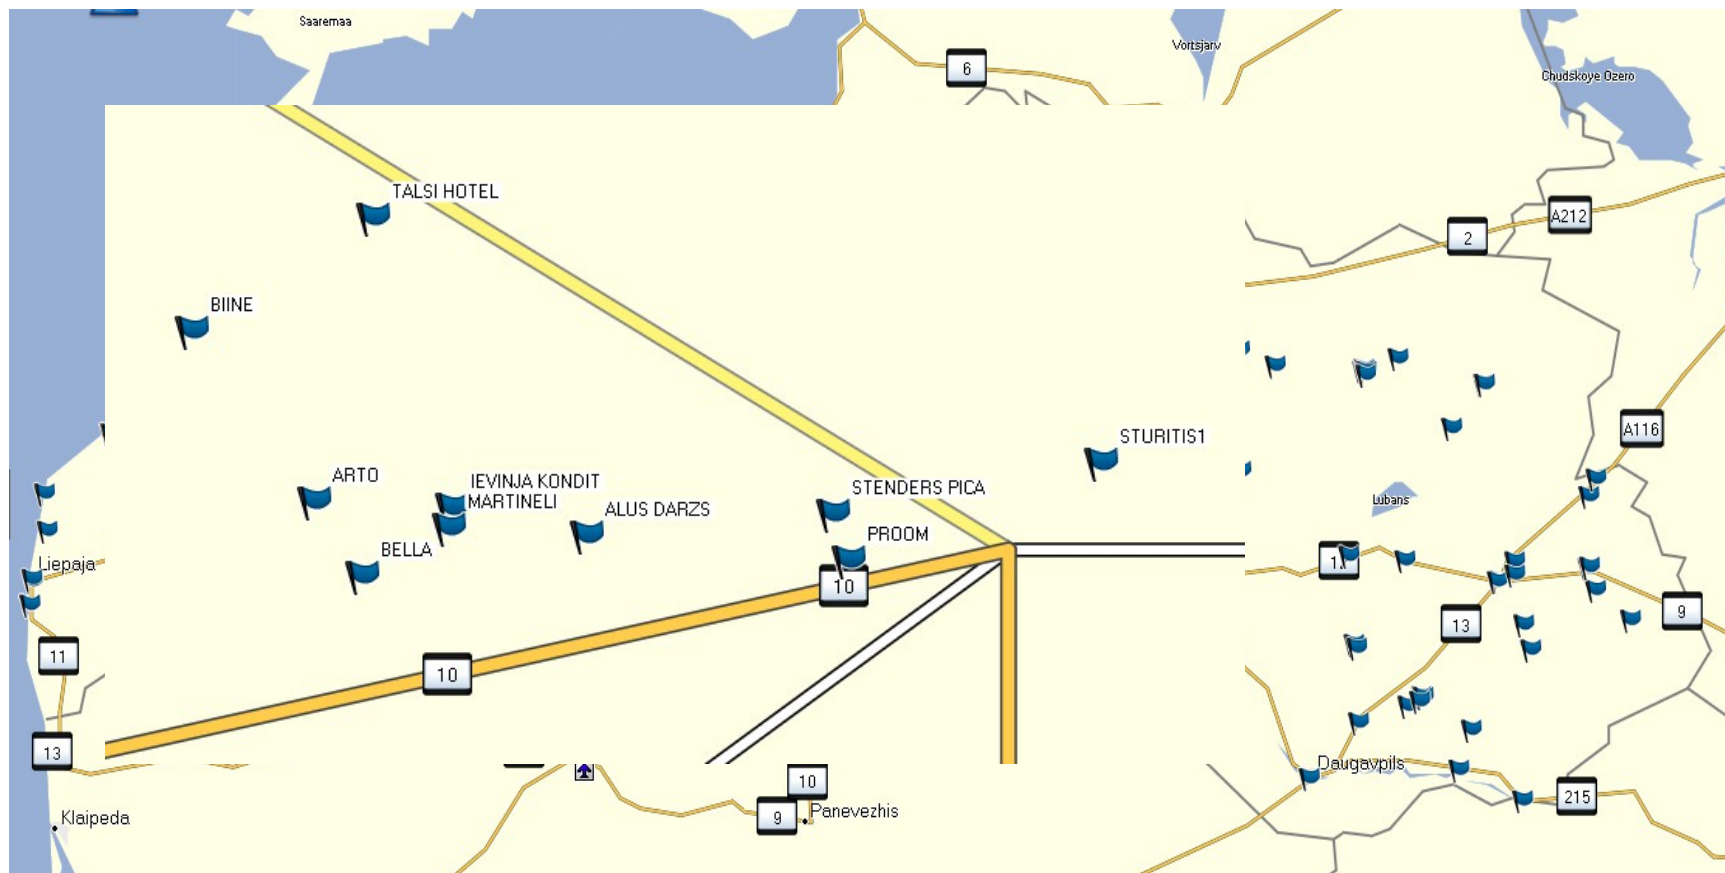 Saaremaa
Vortsjarv
6
Chudskoye Ozero
TALSI HOTEL
A212
2
BIINE
A116
STURITIS1
ARTO
IEVINJA KONDIT
MARTINELI
STENDERS PICA
ALUS DARZS
Lubans
PROOM
BELLA
Liepaja
10
9
13
11
10
13
Daugavpils
10
215
9
Panevezhis
Klaipeda